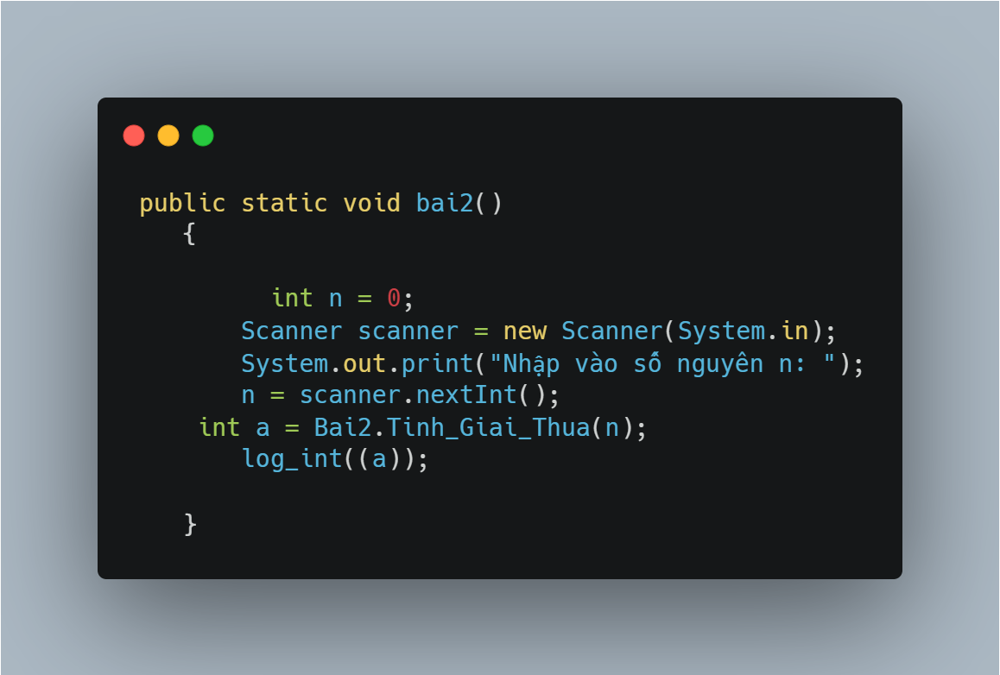 public static void bai2()
{
int n = 0;
Scanner scanner = new Scanner(System.in);
System.out.print("Nhập vào số nguyên n: ");
n = scanner.nextInt();
int a = Bai2.Tinh_Giai_Thua(n);
log_int((a));
}